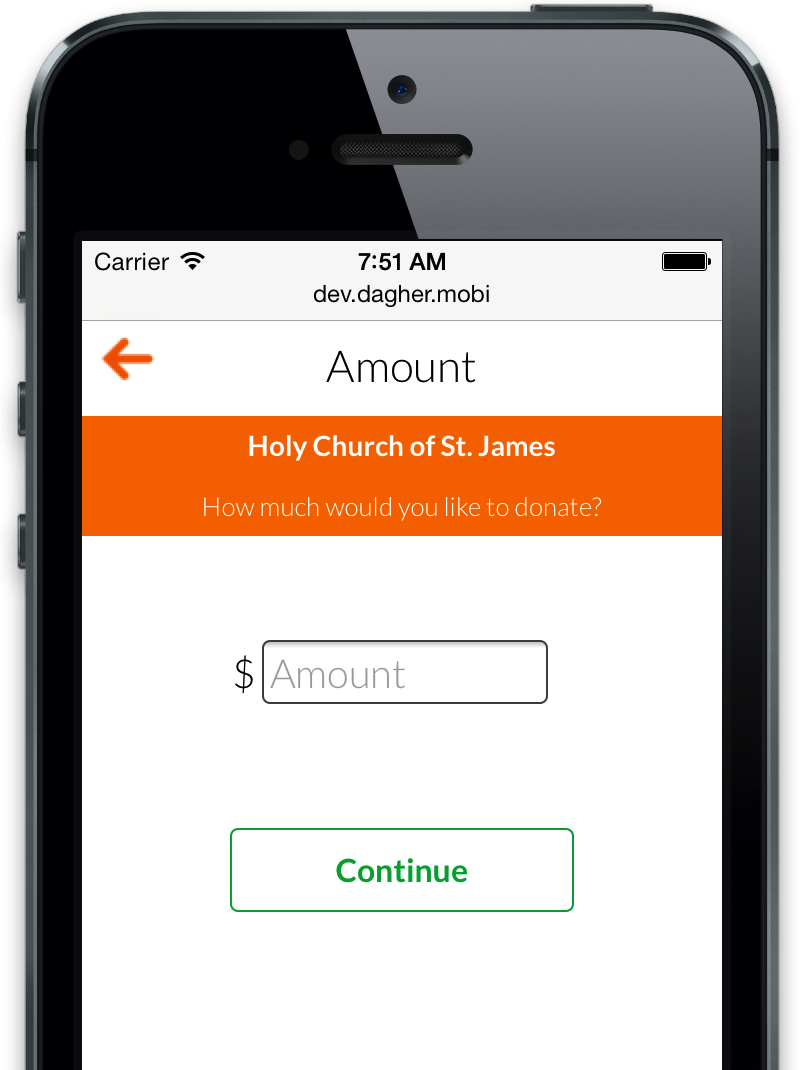 Carrier 7:51 AM
dev.dagher.mobi
Amount
Holy Church of St. James
How much would you like to donate?
$ Amount
Continue